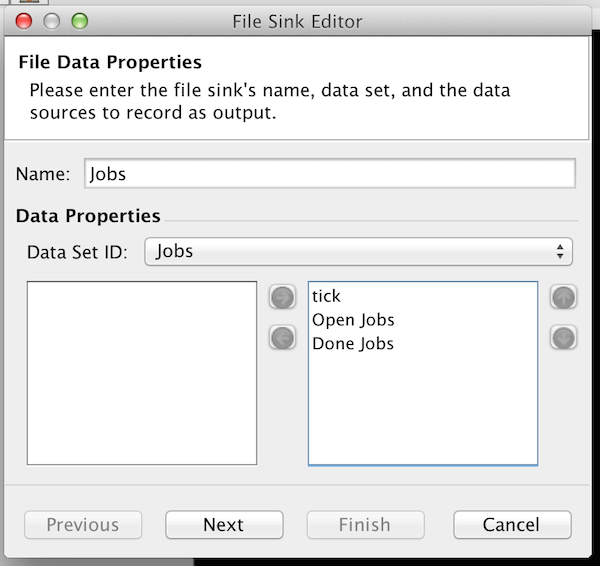 File Sink Editor
File Data Properties
Please enter the file sink's name, data set, and the data
sources to record as output.
Name: Jobs
Data Properties
Data Set ID: Jobs
tick
Open Jobs
Done Jobs
Previous Next Finish Cancel